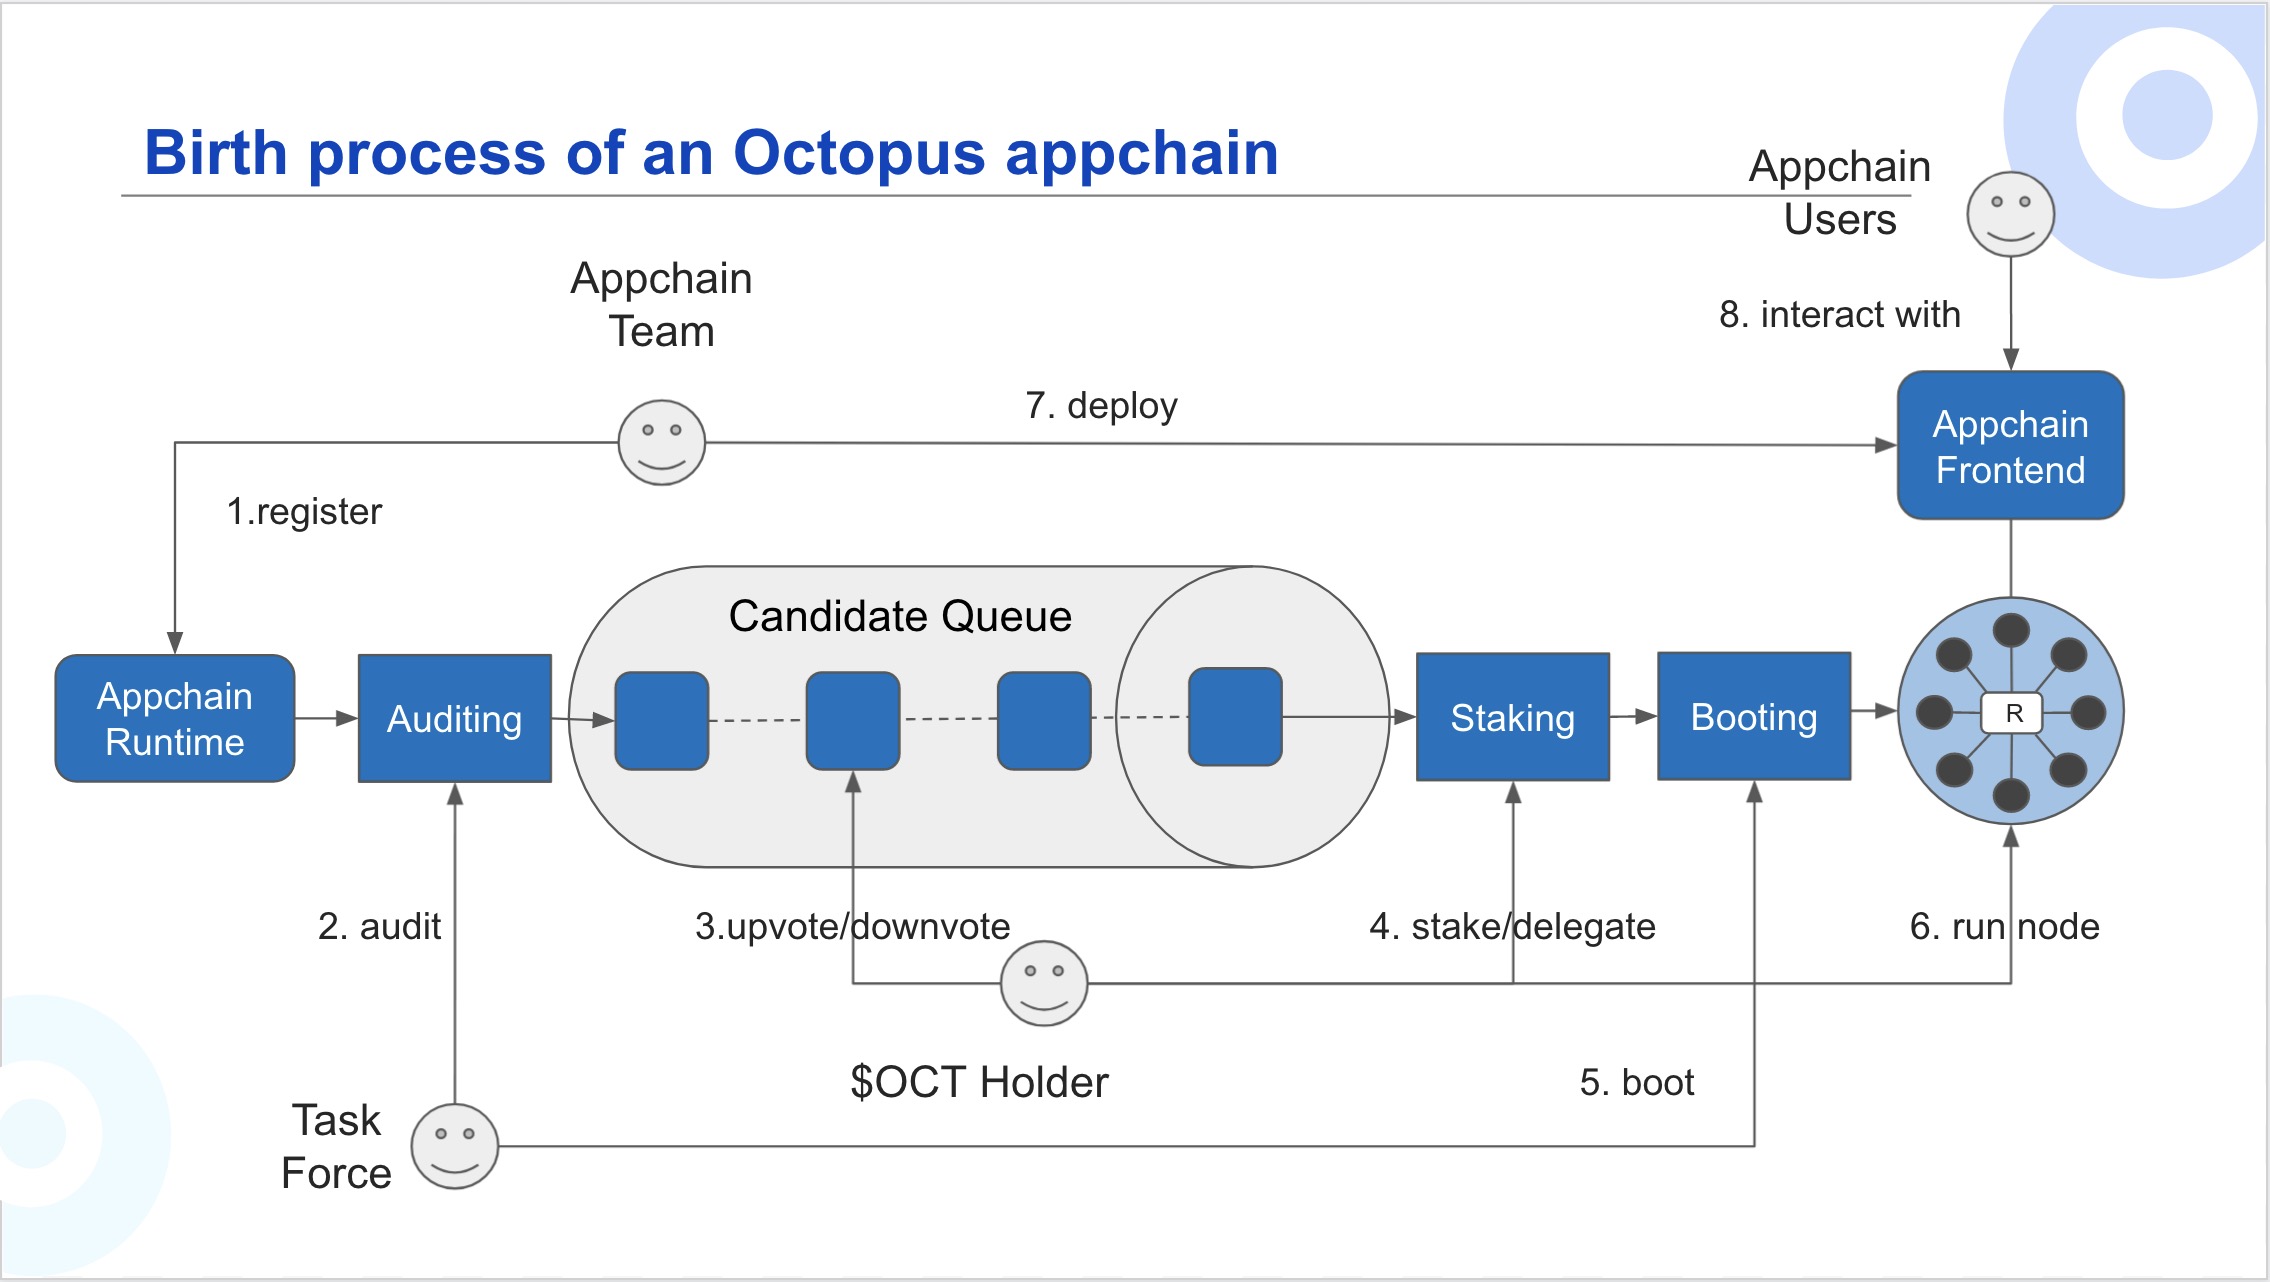 Birth process of an Octopus appchain
Appchain
Users
Appchain
Team
8. interact with
7. deploy
Appchain
Frontend
1.register
Candidate Queue
Appchain
Runtime
Auditing
Staking
Booting
R
2. audit
3.upvote/downvote
4. stake/delegate
6. run node
$OCT Holder
5. boot
Task
Force